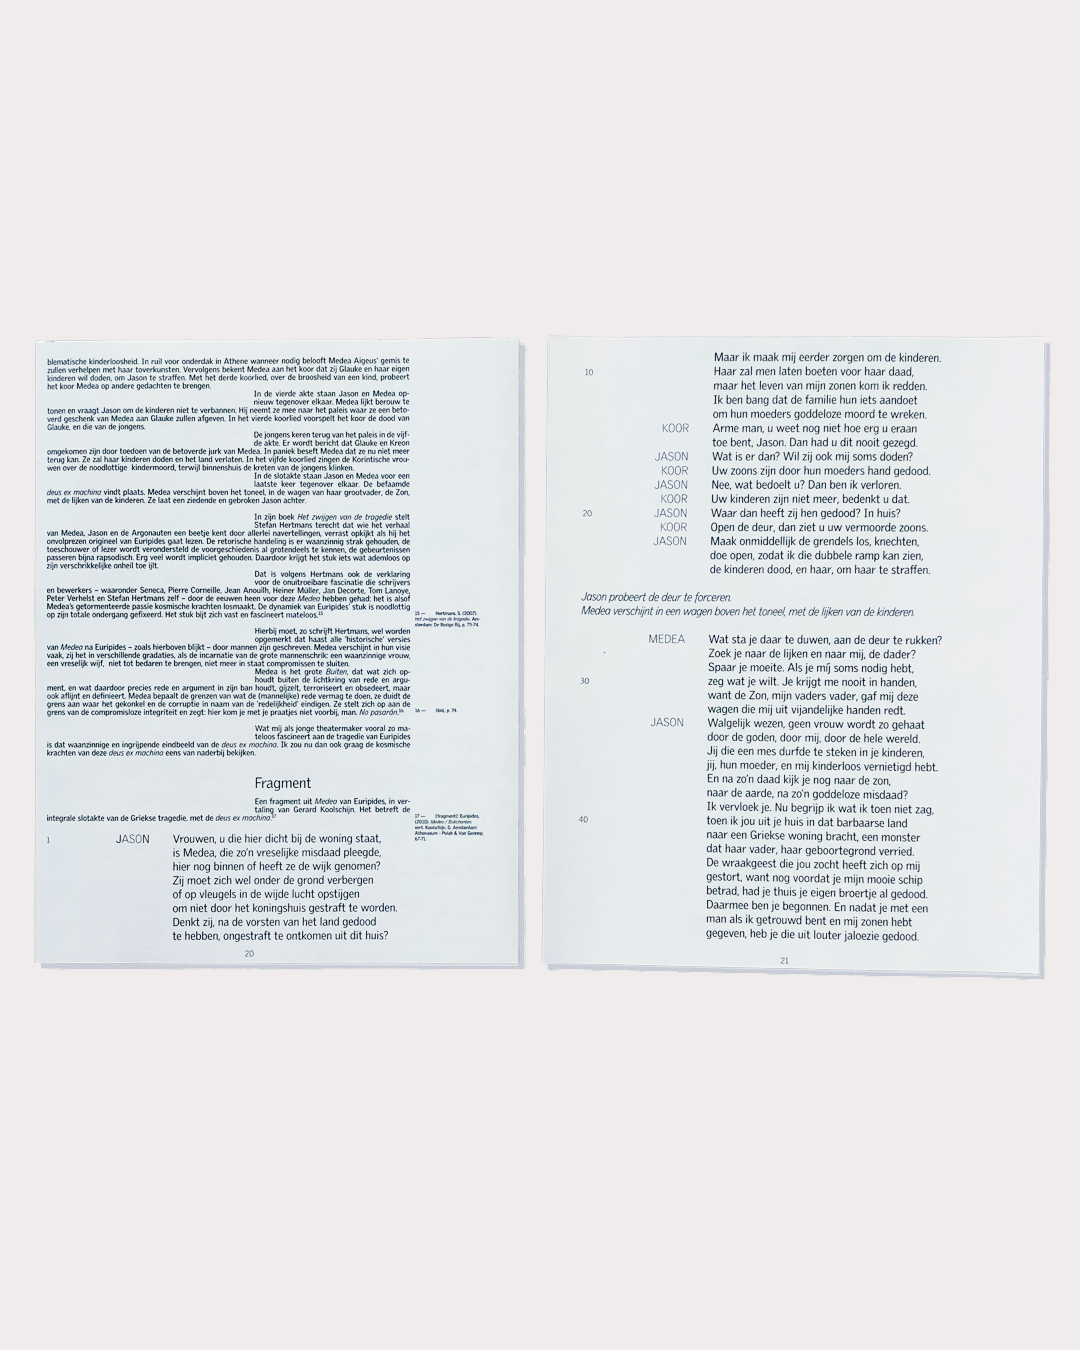 blematische kinderloosheid. In ruil voor onderdak in Athene wanneer nodig belooft Medea Aigeus' gemis te
zullen verhelpen met haar toverkunsten. Vervolgens bekent Medea aan het koor dat zij Glauke en haar eigen
kinderen wil doden, om Jason te straffen. Met het derde koorlied, over de broosheid van een kind, probeert
het koor Medea op andere gedachten te brengen.
In de vierde akte staan Jason en Medea op-
nieuw tegenover elkaar. Medea lijkt berouw te
tonen en vraagt Jason om de kinderen niet te verbannen. Hij neemt ze mee naar het paleis waar ze een beto-
verd geschenk van Medea aan Glauke zullen afgeven. In het vierde koorlied voorspelt het koor de dood van
Glauke, en die van de jongens.
De jongens keren terug van het paleis in de vijf-
de akte. Er wordt bericht dat Glauke en Kreon
omgekomen zijn door toedoen van de betoverde jurk van Medea. In paniek beseft Medea dat ze nu niet meer
terug kan. Ze zal haar kinderen doden en het land verlaten. In het vijfde koorlied zingen de Korintische vrou-
wen over de noodlottige kindermoord, terwijl binnenshuis de kreten van de jongens klinken.
In de slotakte staan Jason en Medea voor een
laatste keer tegenover elkaar. De befaamde
deus ex machina vindt plaats. Medea verschijnt boven het toneel, in de wagen van haar grootvader, de Zon,
met de lijken van de kinderen. Ze laat een ziedende en gebroken Jason achter.
In zijn boek Het zwijgen van de tragedie stelt
Stefan Hertmans terecht dat wie het verhaal
van Medea, Jason en de Argonauten een beetje kent door allerlei navertellingen, verrast opkijkt als hij het
onvolprezen origineel van Euripides gaat lezen. De retorische handeling is er waanzinnig strak gehouden, de
toeschouwer of lezer wordt verondersteld de voorgeschiedenis al grotendeels te kennen, de gebeurtenissen
passeren bijna rapsodisch. Erg veel wordt impliciet gehouden. Daardoor krijgt het stuk iets wat ademloos op
zijn verschrikkelijke onheil toe ijlt.
Dat is volgens Hertmans ook de verklaring
voor de onuitroeibare fascinatie die schrijvers
en bewerkers – waaronder Seneca, Pierre Corneille, Jean Anouilh, Heiner Müller, Jan Decorte, Tom Lanoye,
Peter Verhelst en Stefan Hertmans zelf – door de eeuwen heen voor deze Medea hebben gehad: het is alsof
Medea's getormenteerde passie kosmische krachten losmaakt. De dynamiek van Euripides' stuk is noodlottig
op zijn totale ondergang gefixeerd. Het stuk bijt zich vast en fascineert mateloos.¹⁵
15 — Hertmans, S. (2007).
Het zwijgen van de tragedie. Am-
sterdam: De Bezige Bij, p. 73-74.
Hierbij moet, zo schrijft Hertmans, wel worden
opgemerkt dat haast alle 'historische' versies
van Medea na Euripides – zoals hierboven blijkt – door mannen zijn geschreven. Medea verschijnt in hun visie
vaak, zij het in verschillende gradaties, als de incarnatie van de grote mannenschrik: een waanzinnige vrouw,
een vreselijk wijf, niet tot bedaren te brengen, niet meer in staat compromissen te sluiten.
Medea is het grote Buiten, dat wat zich op-
houdt buiten de lichtkring van rede en argu-
ment, en wat daardoor precies rede en argument in zijn ban houdt, gijzelt, terroriseert en obsedeert, maar
ook aflijnt en definieert. Medea bepaalt de grenzen van wat de (mannelijke) rede vermag te doen, ze duidt de
grens aan waar het gekonkel en de corruptie in naam van de 'redelijkheid' eindigen. Ze stelt zich op aan de
grens van de compromisloze integriteit en zegt: hier kom je met je praatjes niet voorbij, man. No pasarán.¹⁶
16 — Ibid, p. 74.
Wat mij als jonge theatermaker vooral zo ma-
teloos fascineert aan de tragedie van Euripides
is dat waanzinnige en ingrijpende eindbeeld van de deus ex machina. Ik zou nu dan ook graag de kosmische
krachten van deze deus ex machina eens van naderbij bekijken.
Fragment
Een fragment uit Medea van Euripides, in ver-
taling van Gerard Koolschijn. Het betreft de
integrale slotakte van de Griekse tragedie, met de deus ex machina.¹⁷
17 — [fragment]: Euripides,
(2010). Medea / Bakchanten.
vert. Koolschijn, G. Amsterdam:
Athenaeum - Polak & Van Gennep,
67-71.
1 JASON Vrouwen, u die hier dicht bij de woning staat,
is Medea, die zo'n vreselijke misdaad pleegde,
hier nog binnen of heeft ze de wijk genomen?
Zij moet zich wel onder de grond verbergen
of op vleugels in de wijde lucht opstijgen
om niet door het koningshuis gestraft te worden.
Denkt zij, na de vorsten van het land gedood
te hebben, ongestraft te ontkomen uit dit huis?
20
Maar ik maak mij eerder zorgen om de kinderen.
10 Haar zal men laten boeten voor haar daad,
maar het leven van mijn zonen kom ik redden.
Ik ben bang dat de familie hun iets aandoet
om hun moeders goddeloze moord te wreken.
KOOR Arme man, u weet nog niet hoe erg u eraan
toe bent, Jason. Dan had u dit nooit gezegd.
JASON Wat is er dan? Wil zij ook mij soms doden?
KOOR Uw zoons zijn door hun moeders hand gedood.
JASON Nee, wat bedoelt u? Dan ben ik verloren.
KOOR Uw kinderen zijn niet meer, bedenkt u dat.
20 JASON Waar dan heeft zij hen gedood? In huis?
KOOR Open de deur, dan ziet u uw vermoorde zoons.
JASON Maak onmiddellijk de grendels los, knechten,
doe open, zodat ik die dubbele ramp kan zien,
de kinderen dood, en haar, om haar te straffen.
Jason probeert de deur te forceren.
Medea verschijnt in een wagen boven het toneel, met de lijken van de kinderen.
MEDEA Wat sta je daar te duwen, aan de deur te rukken?
Zoek je naar de lijken en naar mij, de dader?
Spaar je moeite. Als je míj soms nodig hebt,
30 zeg wat je wilt. Je krijgt me nooit in handen,
want de Zon, mijn vaders vader, gaf mij deze
wagen die mij uit vijandelijke handen redt.
JASON Walgelijk wezen, geen vrouw wordt zo gehaat
door de goden, door mij, door de hele wereld.
Jij die een mes durfde te steken in je kinderen,
jij, hun moeder, en mij kinderloos vernietigd hebt.
En na zo'n daad kijk je nog naar de zon,
naar de aarde, na zo'n goddeloze misdaad?
Ik vervloek je. Nu begrijp ik wat ik toen niet zag,
40 toen ik jou uit je huis in dat barbaarse land
naar een Griekse woning bracht, een monster
dat haar vader, haar geboortegrond verried.
De wraakgeest die jou zocht heeft zich op mij
gestort, want nog voordat je mijn mooie schip
betrad, had je thuis je eigen broertje al gedood.
Daarmee ben je begonnen. En nadat je met een
man als ik getrouwd bent en mij zonen hebt
gegeven, heb je die uit louter jaloezie gedood.
21